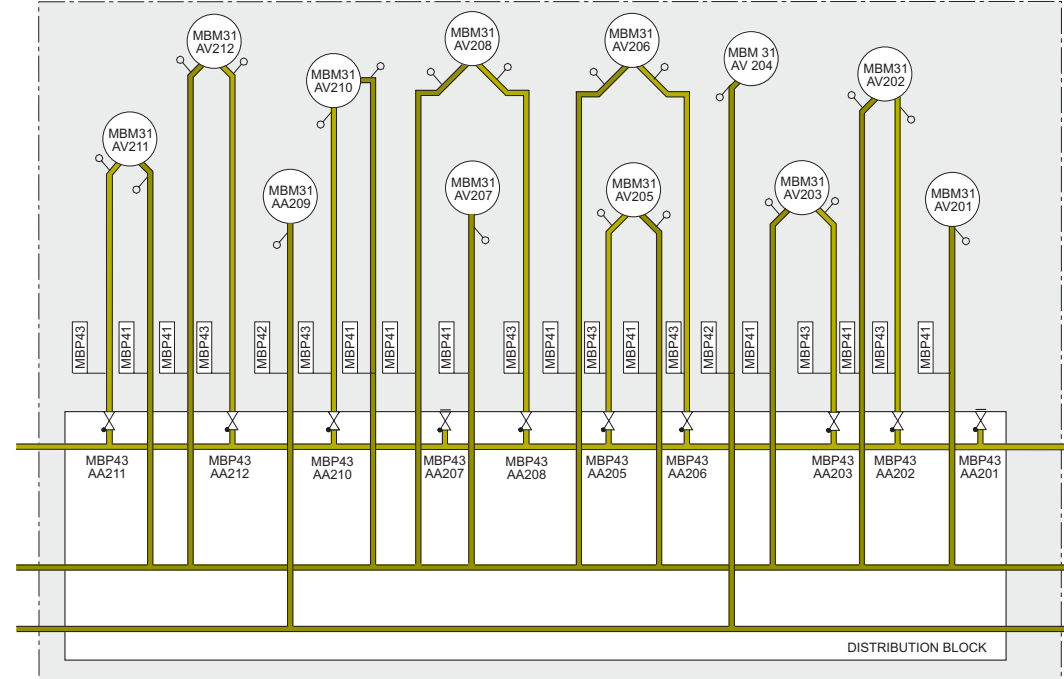 MBM31
AV212
MBM31
AV208
MBM31
AV206
MBM 31
AV 204
MBM31
AV210
MBM31
AV202
MBM31
AV211
MBM31
AA209
MBM31
AV207
MBM31
AV205
MBM31
AV203
MBM31
AV201
MBP43
MBP41
MBP41
MBP43
MBP42
MBP43
MBP41
MBP41
MBP41
MBP43
MBP41
MBP43
MBP41
MBP43
MBP42
MBP41
MBP43
MBP41
MBP43
MBP41
MBP43
AA211
MBP43
AA212
MBP43
AA210
MBP43
AA207
MBP43
AA208
MBP43
AA205
MBP43
AA206
MBP43
AA203
MBP43
AA202
MBP43
AA201
DISTRIBUTION BLOCK